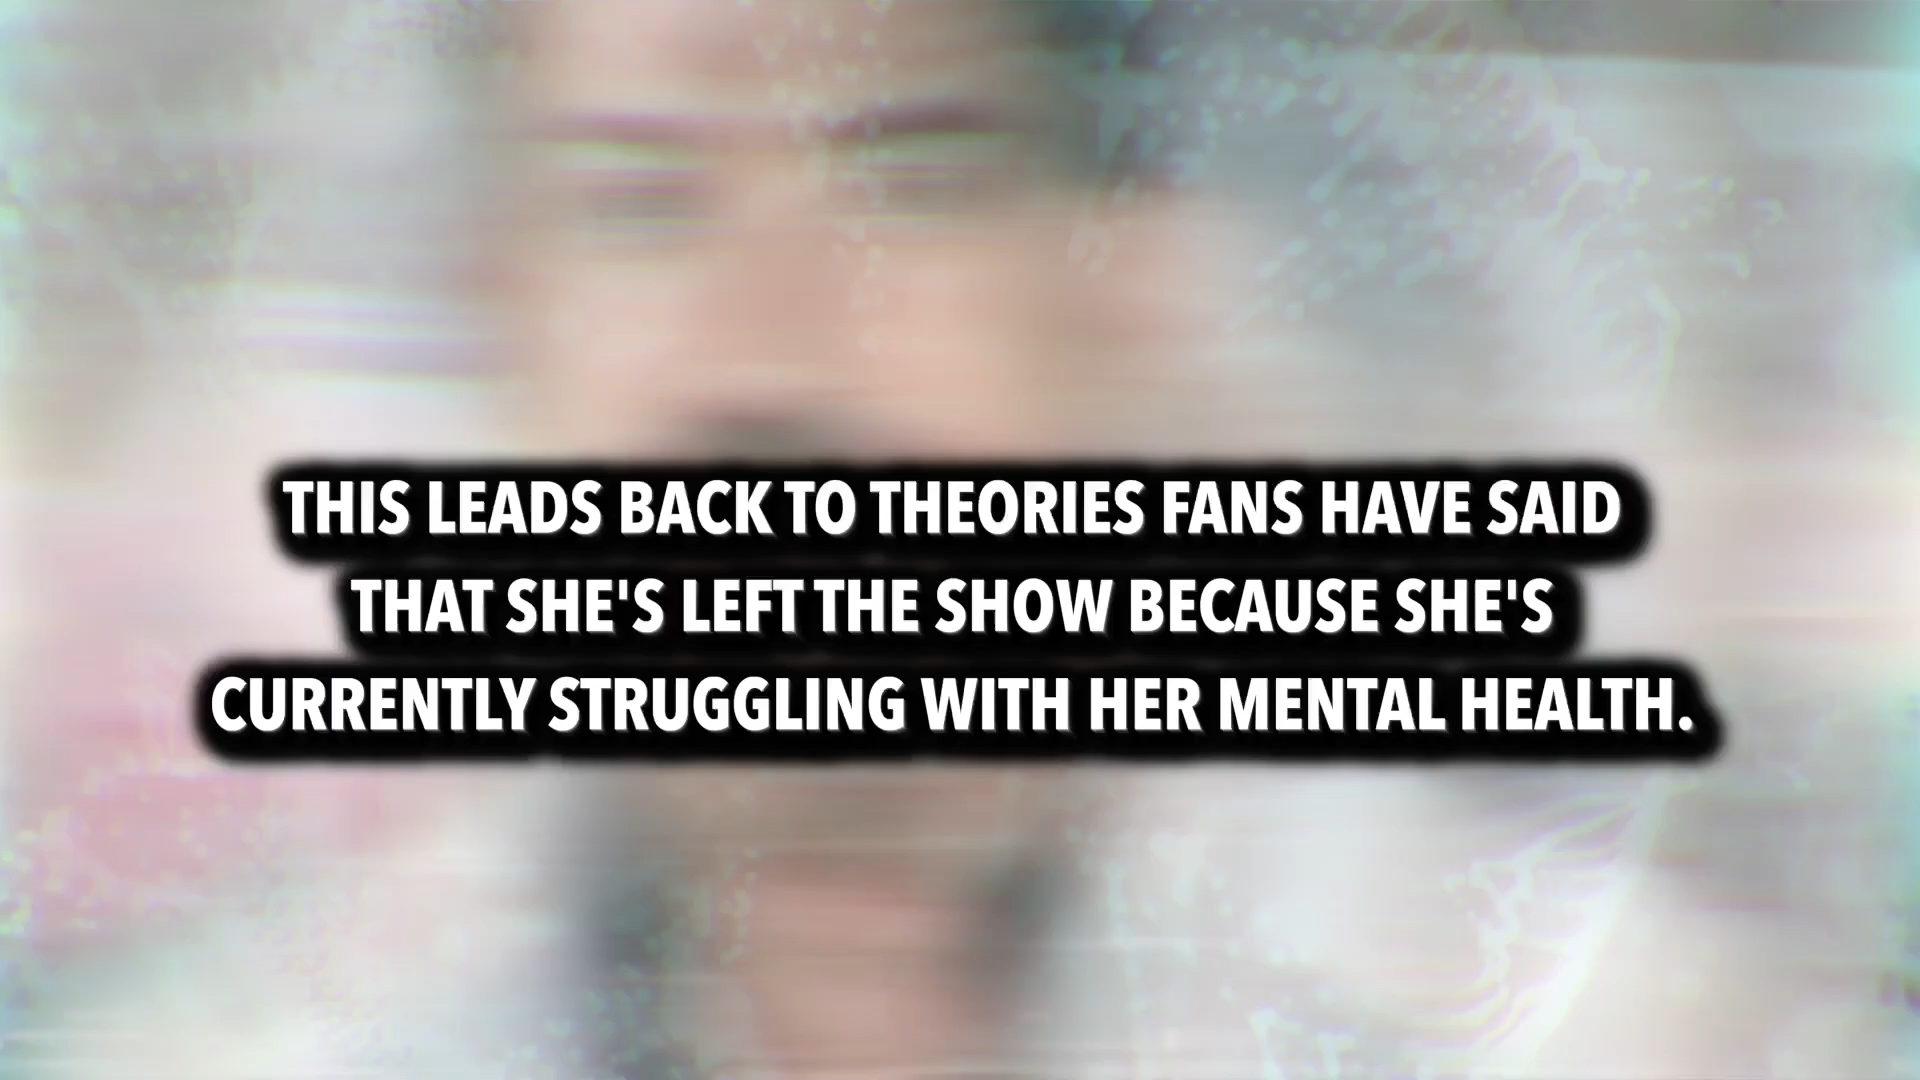 THIS LEADS BACK TO THEORIES FANS HAVE SAID
THAT SHE'S LEFT THE SHOW BECAUSE SHE'S
CURRENTLY STRUGGLING WITH HER MENTAL HEALTH.